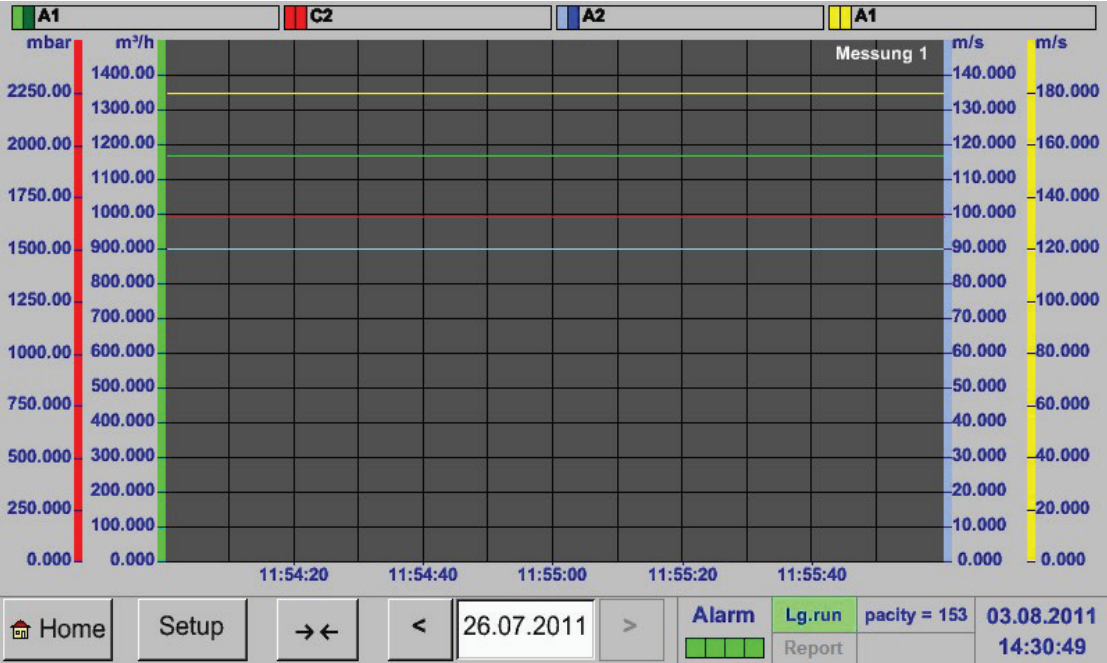 A1 C2 A2 A1
mbar m³/h Messung 1 m/s m/s
1400.00 140.000
2250.00 180.000
1300.00 130.000
2000.00 1200.00 120.000 160.000
1100.00 110.000
1750.00 140.000
1000.00 100.000
1500.00 900.000 90.000 120.000
800.000 80.000
1250.00 100.000
700.000 70.000
1000.00 600.000 60.000 80.000
500.000 50.000
750.000 60.000
400.000 40.000
500.000 300.000 30.000 40.000
200.000 20.000
250.000 20.000
100.000 10.000
0.000 0.000 0.000 0.000
11:54:20 11:54:40 11:55:00 11:55:20 11:55:40
Home Setup →← < 26.07.2011 > Alarm Lg.run pacity = 153 03.08.2011
Report 14:30:49